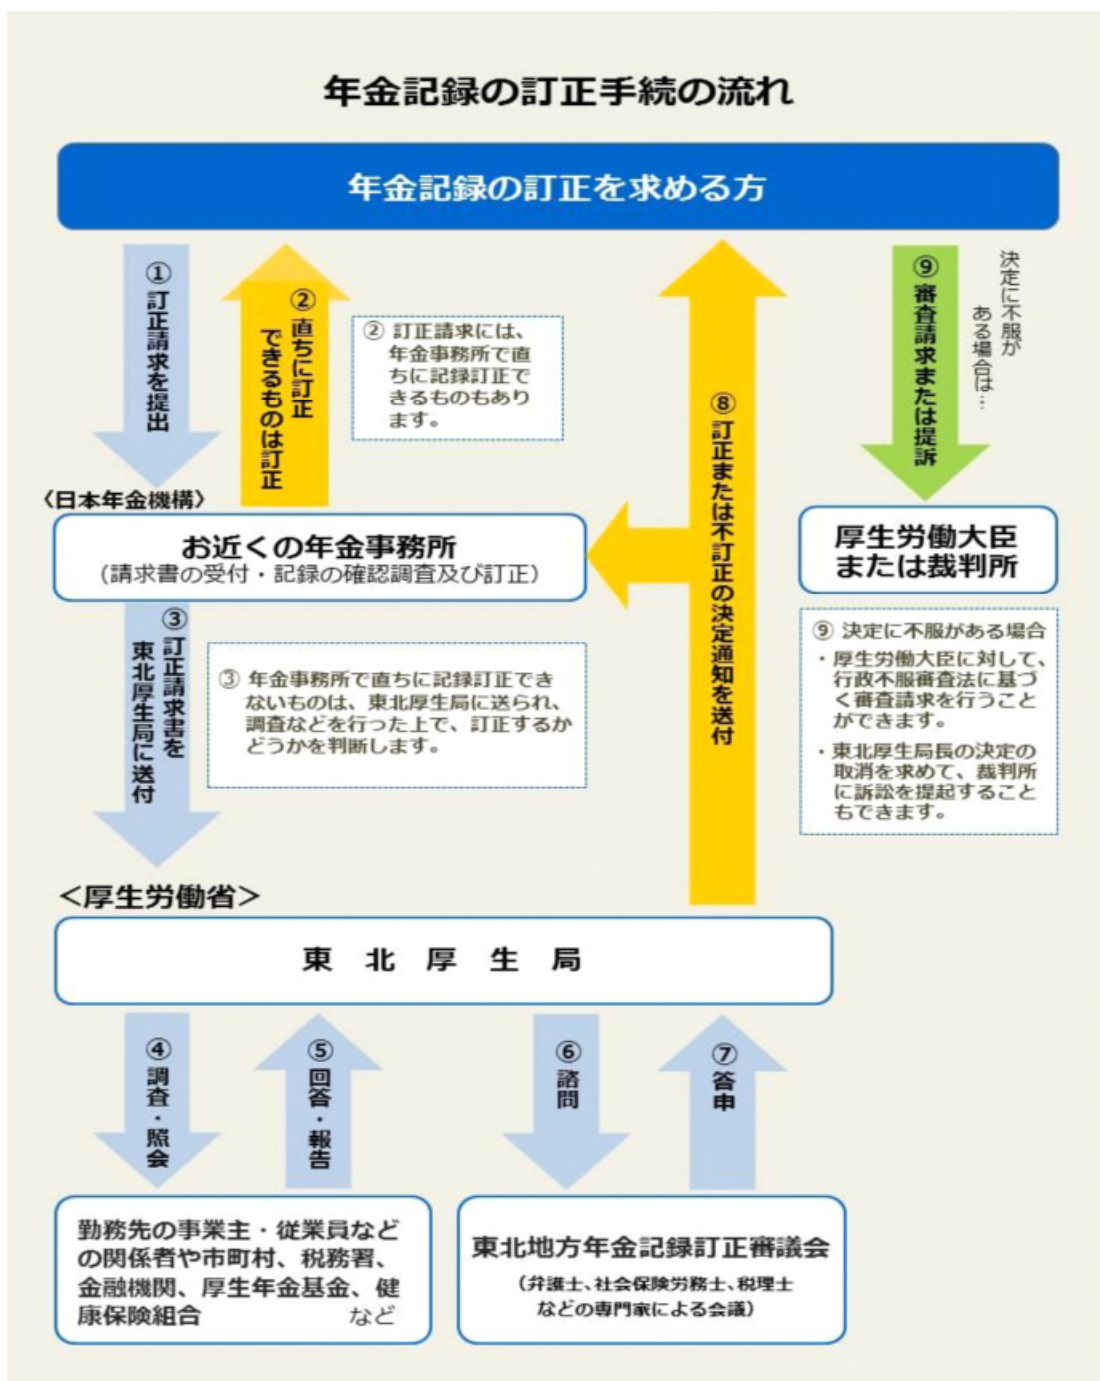 年金記録の訂正手続の流れ
年金記録の訂正を求める方
① 訂正請求を提出
② 直ちに訂正
できるものは訂正
② 訂正請求には、
年金事務所で直
ちに記録訂正で
きるものもあり
ます。
⑧ 訂正または不訂正の決定通知を送付
⑨ 審査請求または提訴
決定に不服が
ある場合は…
〈日本年金機構〉
お近くの年金事務所
（請求書の受付・記録の確認調査及び訂正）
厚生労働大臣
または裁判所
③ 訂正請求書を
東北厚生局に送付
③ 年金事務所で直ちに記録訂正でき
ないものは、東北厚生局に送られ、
調査などを行った上で、訂正するか
どうかを判断します。
⑨ 決定に不服がある場合
・厚生労働大臣に対して、
行政不服審査法に基づ
く審査請求を行うこと
ができます。
・東北厚生局長の決定の
取消を求めて、裁判所
に訴訟を提起すること
もできます。
＜厚生労働省＞
東北厚生局
④ 調査・照会
⑤ 回答・報告
⑥ 諮問
⑦ 答申
勤務先の事業主・従業員など
の関係者や市町村、税務署、
金融機関、厚生年金基金、健
康保険組合 など
東北地方年金記録訂正審議会
（弁護士、社会保険労務士、税理士
などの専門家による会議）